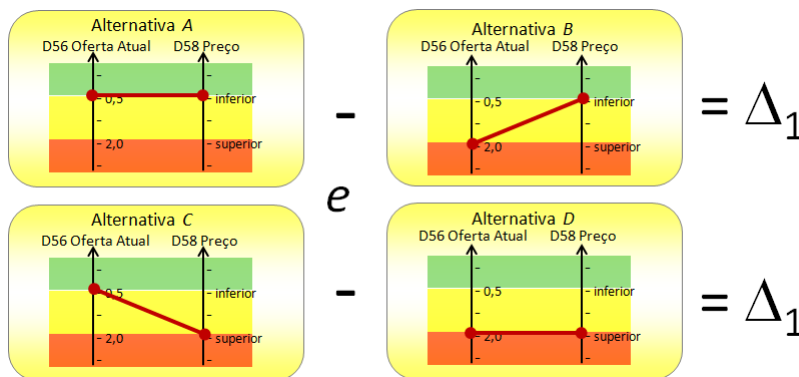 Alternativa A
D56 Oferta Atual D58 Preço
0,5 inferior
2,0 superior
-
Alternativa B
D56 Oferta Atual D58 Preço
0,5 inferior
2,0 superior
= Δ1
e
Alternativa C
D56 Oferta Atual D58 Preço
0,5 inferior
2,0 superior
-
Alternativa D
D56 Oferta Atual D58 Preço
0,5 inferior
2,0 superior
= Δ1